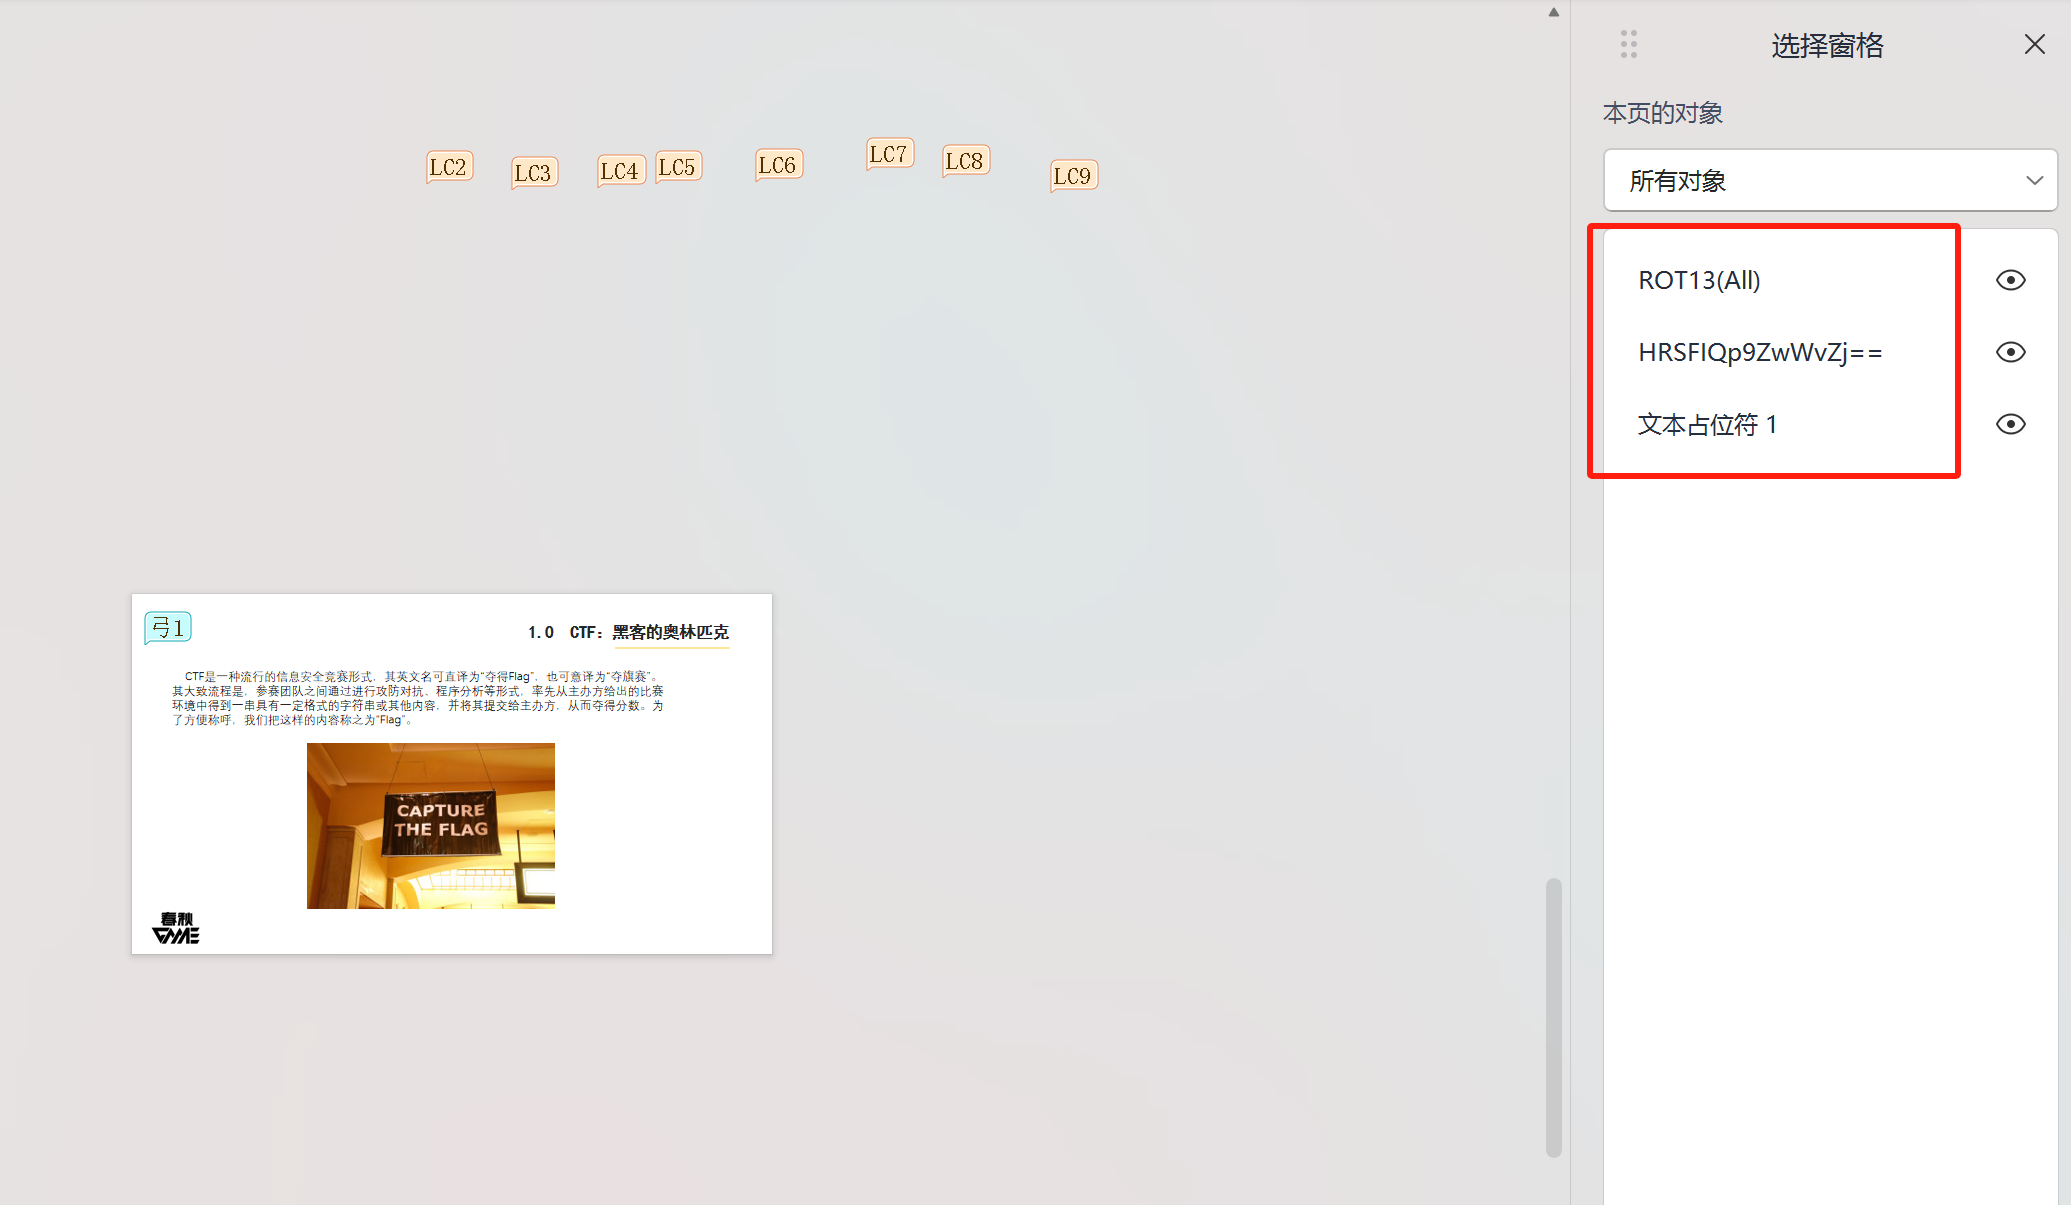 选择窗格
本页的对象
所有对象
ROT13(All)
HRSFIQp9ZwWvZj==
文本占位符 1
LC2
LC3
LC4
LC5
LC6
LC7
LC8
LC9
弓1
1.0 CTF：黑客的奥林匹克
CTF是一种流行的信息安全竞赛形式，其英文名可直译为“夺得Flag”，也可意译为“夺旗赛”。
其大致流程是，参赛团队之间通过进行攻防对抗、程序分析等形式，率先从主办方给出的比赛
环境中得到一串具有一定格式的字符串或其他内容，并将其提交给主办方，从而夺得分数。为
了方便称呼，我们把这样的内容称之为“Flag”。
CAPTURE
THE FLAG
春秋
GAME